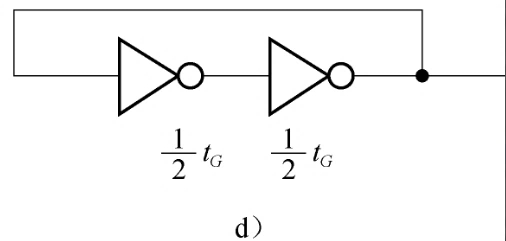 1/2 t_G 1/2 t_G
d）